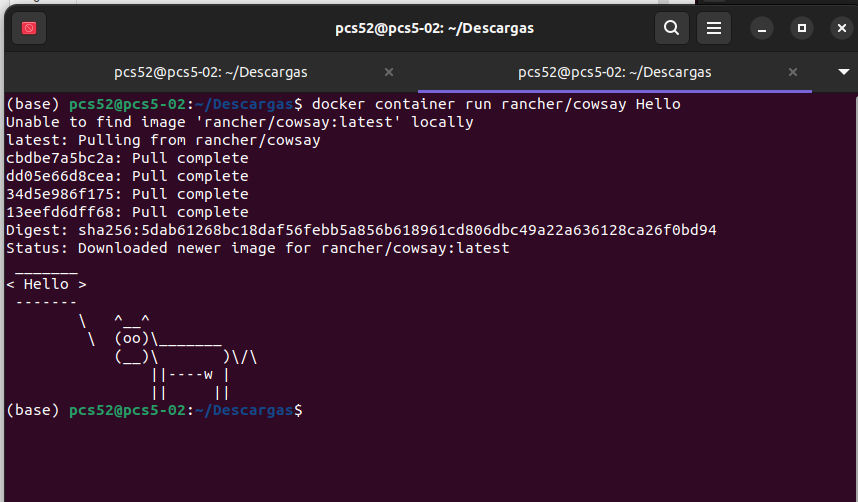 pcs52@pcs5-02: ~/Descargas
pcs52@pcs5-02: ~/Descargas × pcs52@pcs5-02: ~/Descargas ×
(base) pcs52@pcs5-02:~/Descargas$ docker container run rancher/cowsay Hello
Unable to find image 'rancher/cowsay:latest' locally
latest: Pulling from rancher/cowsay
cbdbe7a5bc2a: Pull complete
dd05e66d8cea: Pull complete
34d5e986f175: Pull complete
13eefd6dff68: Pull complete
Digest: sha256:5dab61268bc18daf56febb5a856b618961cd806dbc49a22a636128ca26f0bd94
Status: Downloaded newer image for rancher/cowsay:latest
 _______
< Hello >
 -------
        \   ^__^
         \  (oo)\_______
            (__)\       )\/\
                ||----w |
                ||     ||
(base) pcs52@pcs5-02:~/Descargas$